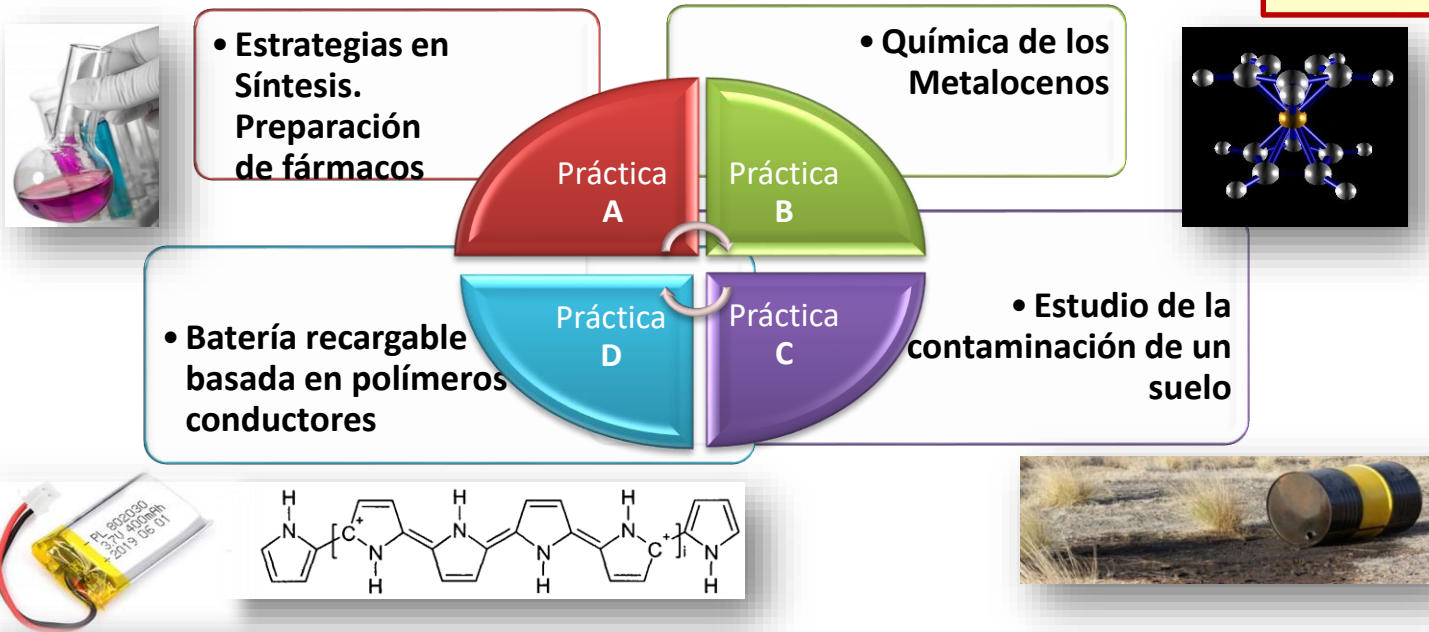 • Estrategias en
Síntesis.
Preparación
de fármacos
• Química de los
Metalocenos
Práctica
A
Práctica
B
Práctica
D
Práctica
C
• Batería recargable
basada en polímeros
conductores
• Estudio de la
contaminación de un
suelo
PL 802030
3.7V 400mAh
2019 06 01
H
N
N
H
H
N
N
H
H
N
C+
i
N
H
C+